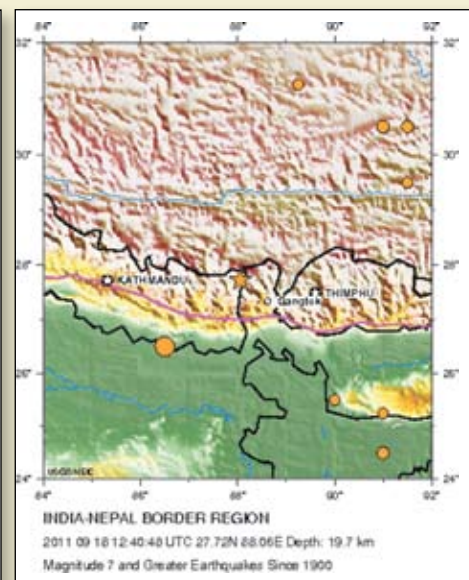 84° 86° 88° 90° 92°
32° 32°
30° 30°
28° 28°
KATHMANDU
THIMPHU
Gangtok
26° 26°
24° 24°
USGS NEIC
84° 86° 88° 90° 92°
INDIA-NEPAL BORDER REGION
2011 09 18 12:40:48 UTC 27.72N 88.06E Depth: 19.7 km
Magnitude 7 and Greater Earthquakes Since 1900